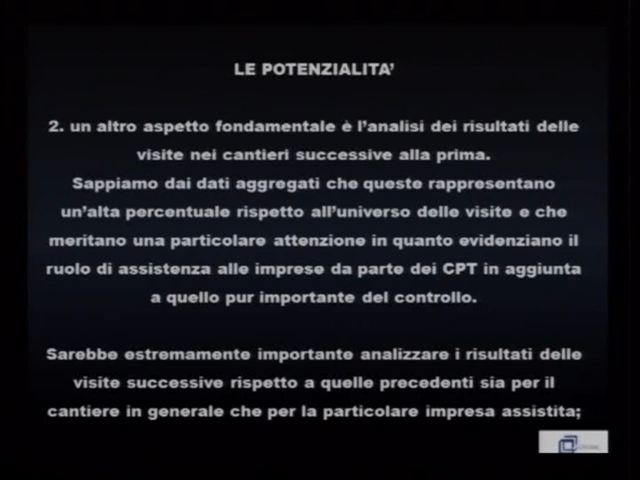 LE POTENZIALITA'
2. un altro aspetto fondamentale è l'analisi dei risultati delle
visite nei cantieri successive alla prima.
Sappiamo dai dati aggregati che queste rappresentano
un'alta percentuale rispetto all'universo delle visite e che
meritano una particolare attenzione in quanto evidenziano il
ruolo di assistenza alle imprese da parte dei CPT in aggiunta
a quello pur importante del controllo.
Sarebbe estremamente importante analizzare i risultati delle
visite successive rispetto a quelle precedenti sia per il
cantiere in generale che per la particolare impresa assistita;